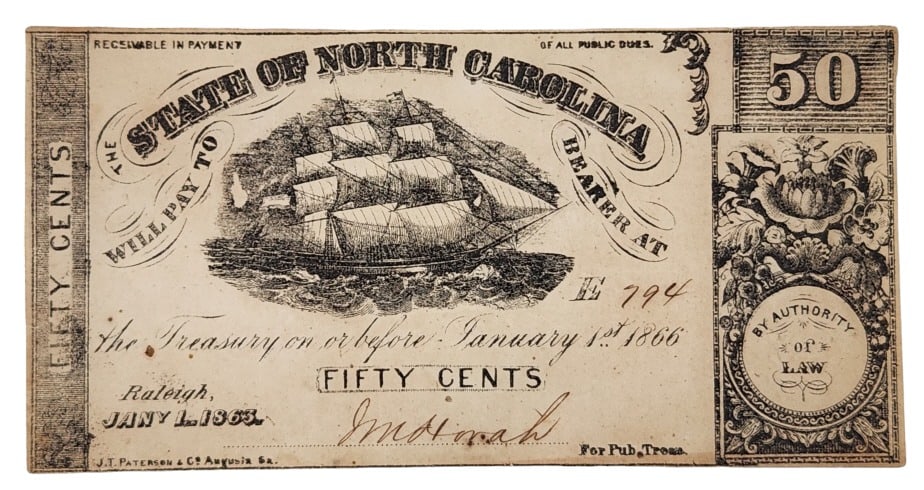 RECEIVABLE IN PAYMENT OF ALL PUBLIC DUES.
THE STATE OF NORTH CAROLINA
WILL PAY TO BEARER AT
E 794
the Treasury on or before January 1st 1866
FIFTY CENTS
Raleigh,
JANY 1. 1863.
For Pub. Treas.
J.T. PATERSON & Co Augusta Ga.
FIFTY CENTS
50
BY AUTHORITY
of
LAW